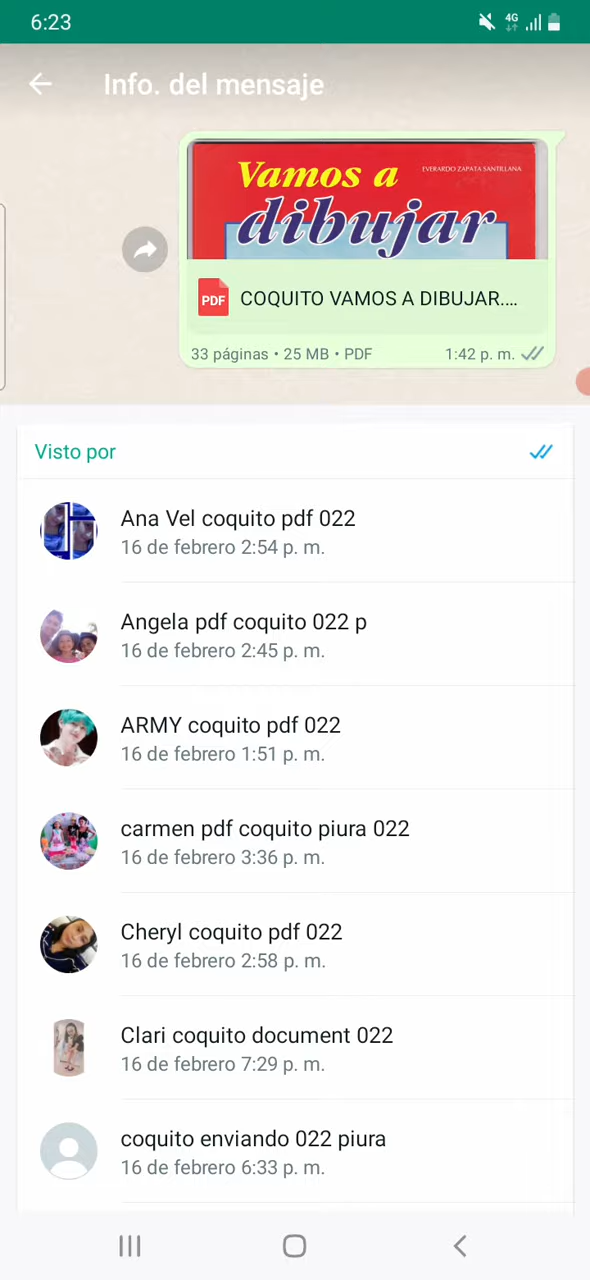 6:23
4G
Info. del mensaje
Vamos a
EVERARDO ZAPATA SANTILLANA
dibujar
PDF
COQUITO VAMOS A DIBUJAR....
33 páginas • 25 MB • PDF
1:42 p. m.
Visto por
Ana Vel coquito pdf 022
16 de febrero 2:54 p. m.
Angela pdf coquito 022 p
16 de febrero 2:45 p. m.
ARMY coquito pdf 022
16 de febrero 1:51 p. m.
carmen pdf coquito piura 022
16 de febrero 3:36 p. m.
Cheryl coquito pdf 022
16 de febrero 2:58 p. m.
Clari coquito document 022
16 de febrero 7:29 p. m.
coquito enviando 022 piura
16 de febrero 6:33 p. m.